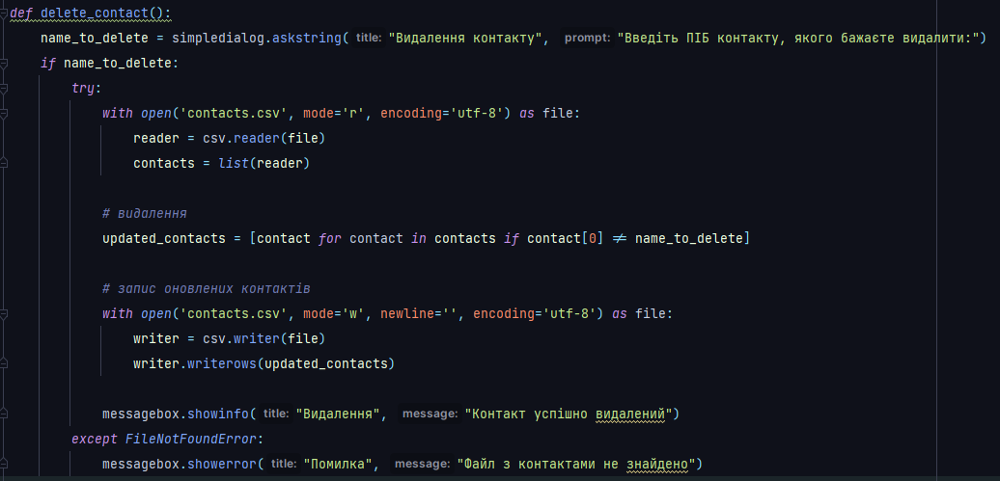 def delete_contact():
    name_to_delete = simpledialog.askstring( title: "Видалення контакту", prompt: "Введіть ПІБ контакту, якого бажаєте видалити:")
    if name_to_delete:
        try:
            with open('contacts.csv', mode='r', encoding='utf-8') as file:
                reader = csv.reader(file)
                contacts = list(reader)
            # видалення
            updated_contacts = [contact for contact in contacts if contact[0] != name_to_delete]
            # запис оновлених контактів
            with open('contacts.csv', mode='w', newline='', encoding='utf-8') as file:
                writer = csv.writer(file)
                writer.writerows(updated_contacts)
            messagebox.showinfo( title: "Видалення", message: "Контакт успішно видалений")
        except FileNotFoundError:
            messagebox.showerror( title: "Помилка", message: "Файл з контактами не знайдено")